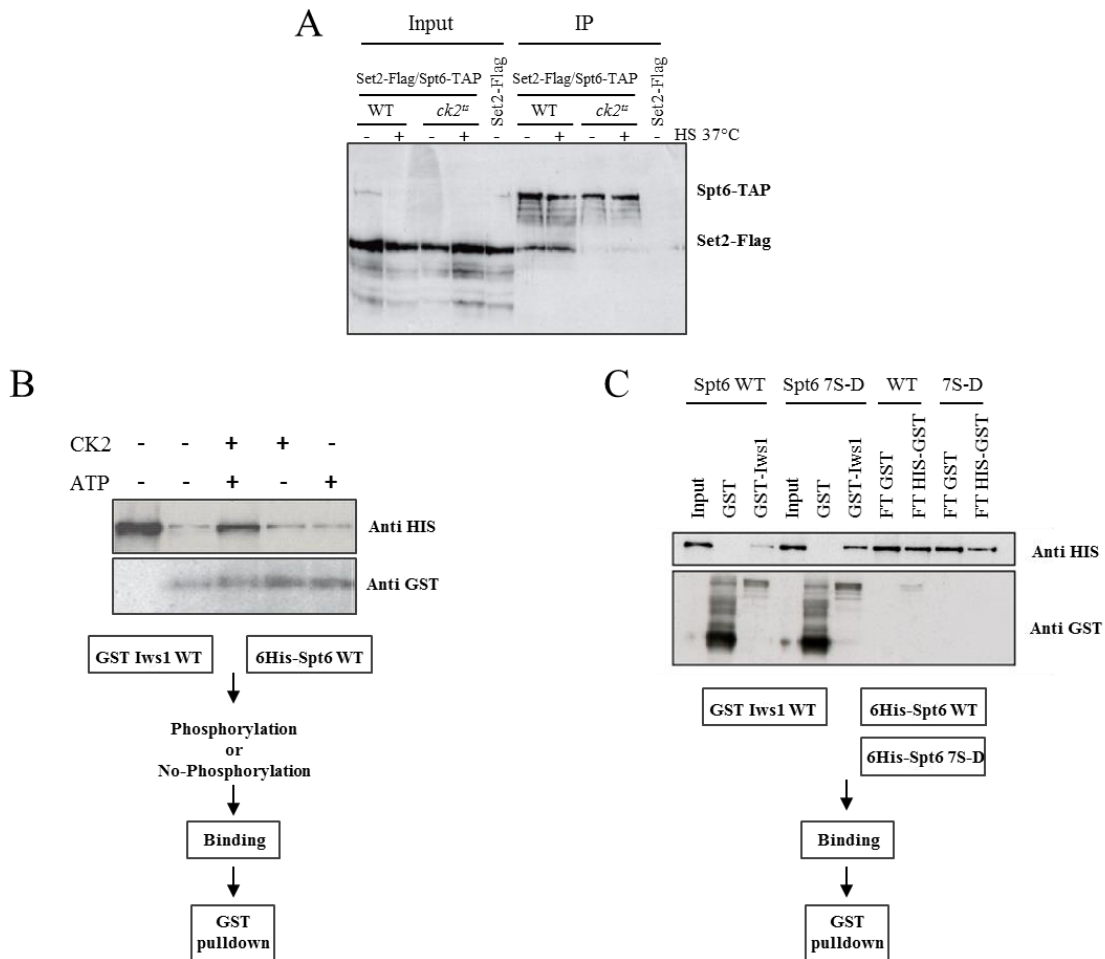 A
Input IP
Set2-Flag/Spt6-TAP Set2-Flag Set2-Flag/Spt6-TAP Set2-Flag
WT ck2ts WT ck2ts
- + - + - - + - + - HS 37°C
Spt6-TAP
Set2-Flag
B
CK2 - - + + -
ATP - - + - +
Anti HIS
Anti GST
GST Iws1 WT 6His-Spt6 WT
Phosphorylation
or
No-Phosphorylation
Binding
GST
pulldown
C
Spt6 WT Spt6 7S-D WT 7S-D
Input GST GST-Iws1 Input GST GST-Iws1 FT GST FT HIS-GST FT GST FT HIS-GST
Anti HIS
Anti GST
GST Iws1 WT 6His-Spt6 WT
6His-Spt6 7S-D
Binding
GST
pulldown